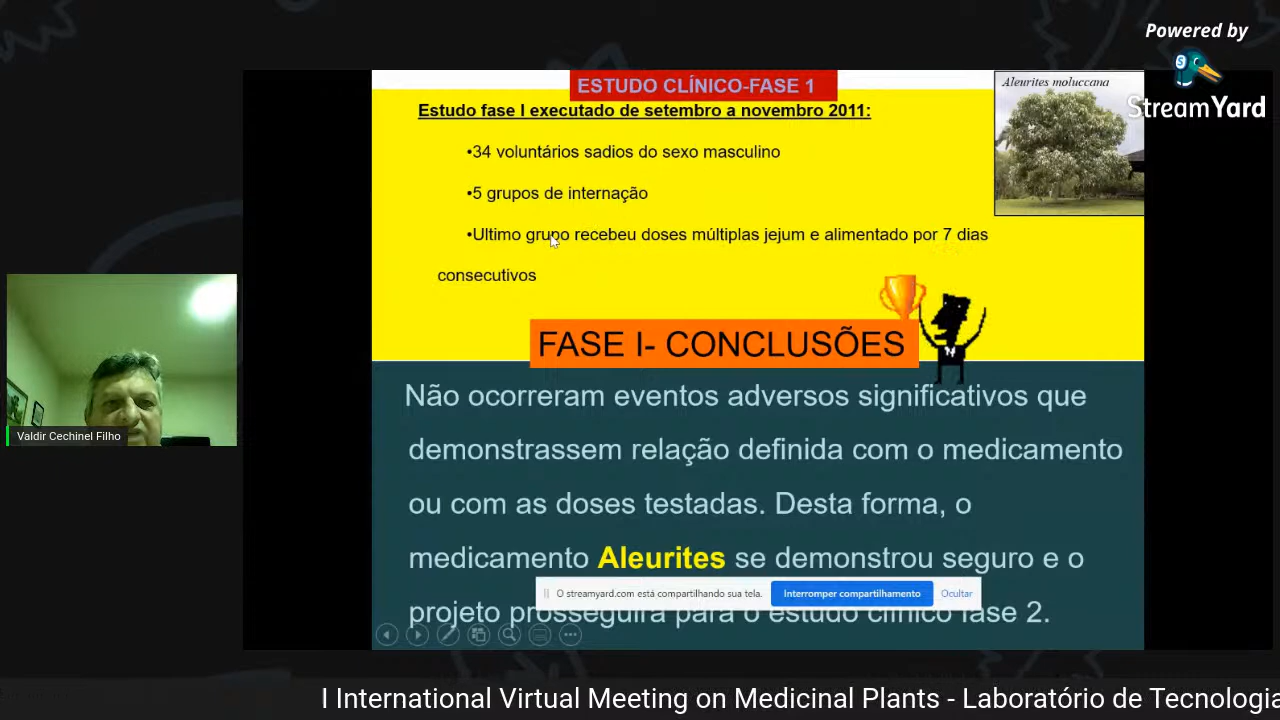 Powered by
StreamYard
ESTUDO CLÍNICO-FASE 1
Aleurites moluccana
Estudo fase I executado de setembro a novembro 2011:
•34 voluntários sadios do sexo masculino
•5 grupos de internação
•Ultimo grupo recebeu doses múltiplas jejum e alimentado por 7 dias
consecutivos
FASE I- CONCLUSÕES
Não ocorreram eventos adversos significativos que
demonstrassem relação definida com o medicamento
ou com as doses testadas. Desta forma, o
medicamento Aleurites se demonstrou seguro e o
O streamyard.com está compartilhando sua tela. Interromper compartilhamento Ocultar
projeto prosseguirá para o estudo clínico fase 2.
Valdir Cechinel Filho
I International Virtual Meeting on Medicinal Plants - Laboratório de Tecnologia